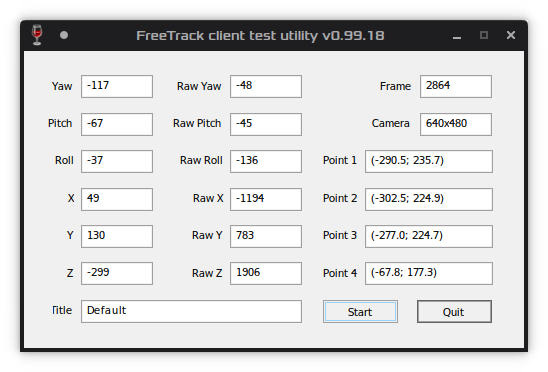 FreeTrack client test utility v0.99.18
Yaw -117 Raw Yaw -48 Frame 2864
Pitch -67 Raw Pitch -45 Camera 640x480
Roll -37 Raw Roll -136 Point 1 (-290.5; 235.7)
X 49 Raw X -1194 Point 2 (-302.5; 224.9)
Y 130 Raw Y 783 Point 3 (-277.0; 224.7)
Z -299 Raw Z 1906 Point 4 (-67.8; 177.3)
Title Default Start Quit